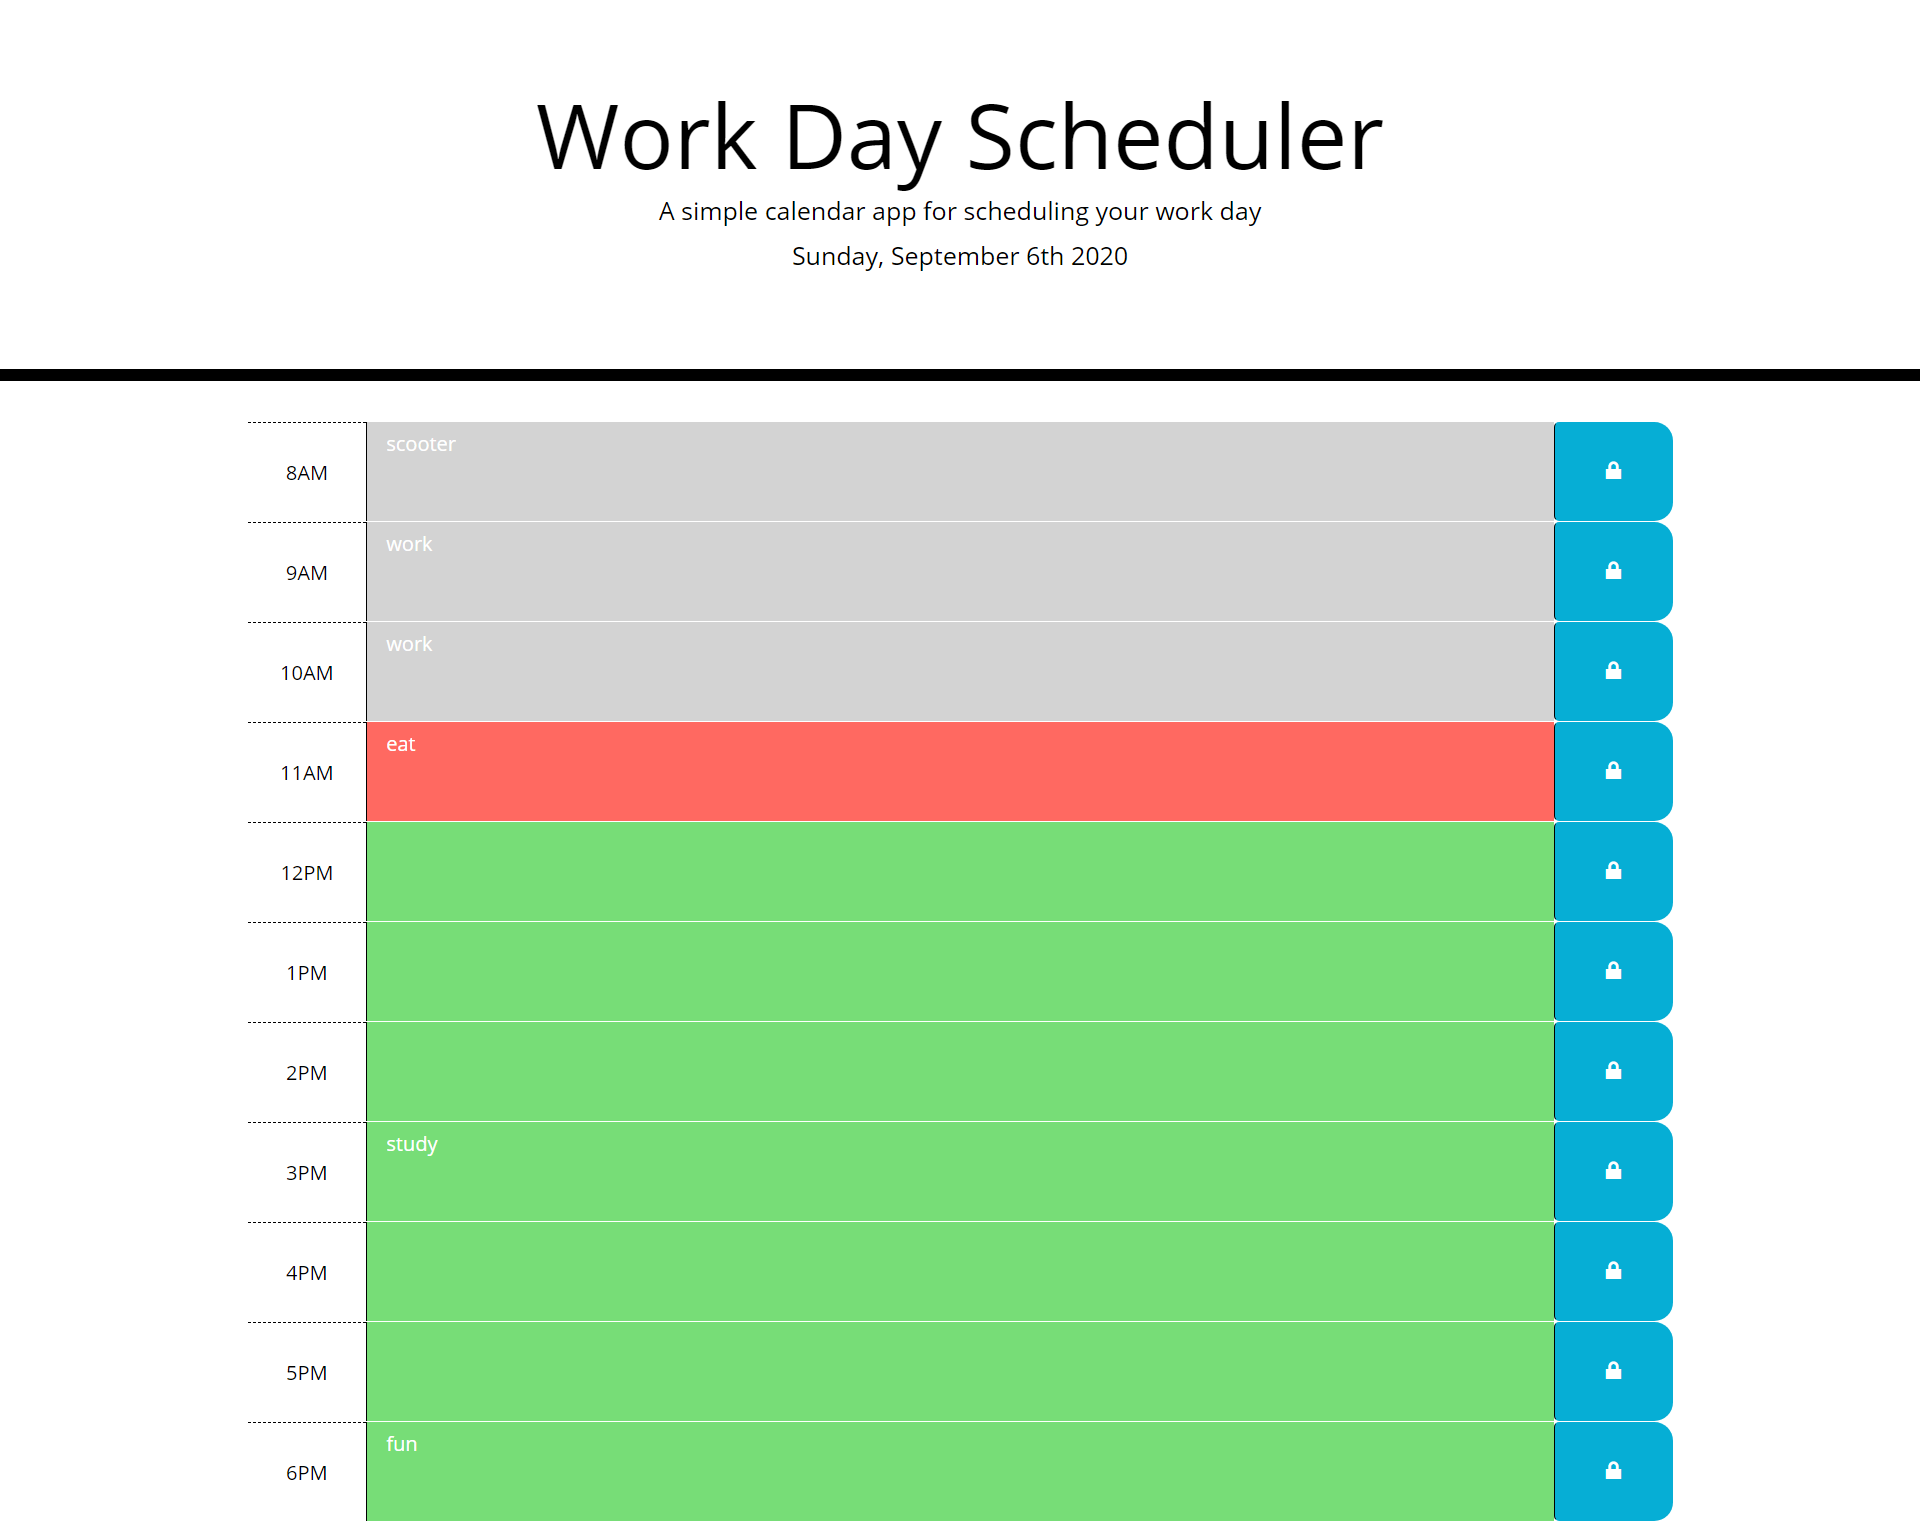 Work Day Scheduler
A simple calendar app for scheduling your work day
Sunday, September 6th 2020
8AM
scooter
9AM
work
10AM
work
11AM
eat
12PM
1PM
2PM
3PM
study
4PM
5PM
6PM
fun